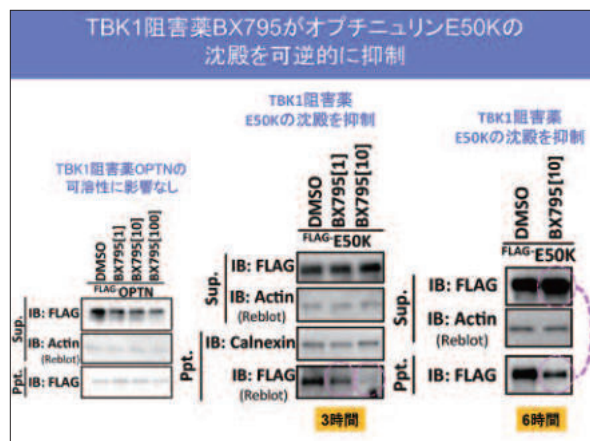 TBK1阻害薬BX795がオプチニュリンE50Kの
沈殿を可逆的に抑制
TBK1阻害薬OPTNの
可溶性に影響なし
DMSO
BX795[1]
BX795[10]
BX795[100]
FLAG-OPTN
Sup.
IB: FLAG
IB: Actin
(Reblot)
Ppt.
IB: FLAG
TBK1阻害薬
E50Kの沈殿を抑制
DMSO
BX795[1]
BX795[10]
FLAG-E50K
Sup.
IB: FLAG
IB: Actin
(Reblot)
Ppt.
IB: Calnexin
IB: FLAG
(Reblot)
3時間
TBK1阻害薬
E50Kの沈殿を抑制
DMSO
BX795[10]
FLAG-E50K
Sup.
IB: FLAG
IB: Actin
(Reblot)
Ppt.
IB: FLAG
6時間